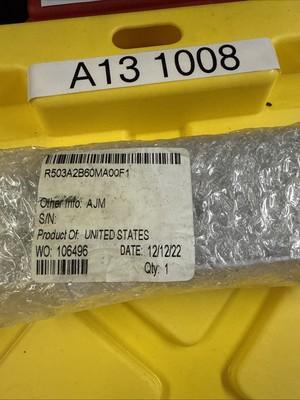 A13 1008
R503A2B60MA00F1
Other Info: AJM
S/N:
Product Of: UNITED STATES
WO: 106496 DATE: 12/12/22
Qty: 1